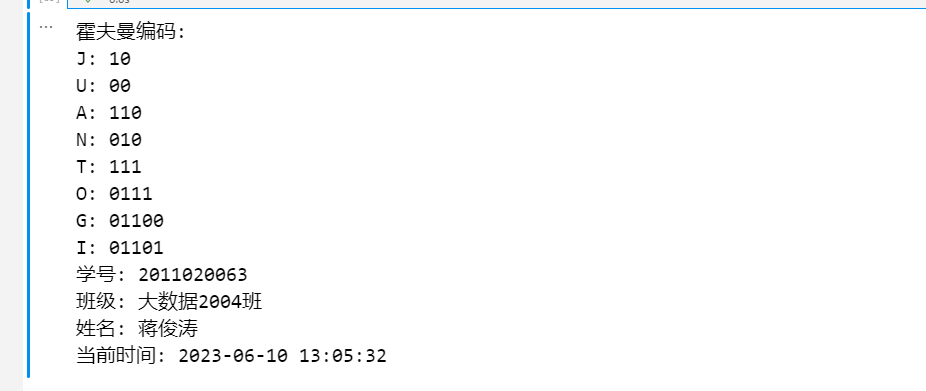 霍夫曼编码:
J: 10
U: 00
A: 110
N: 010
T: 111
O: 0111
G: 01100
I: 01101
学号: 2011020063
班级: 大数据2004班
姓名: 蒋俊涛
当前时间: 2023-06-10 13:05:32